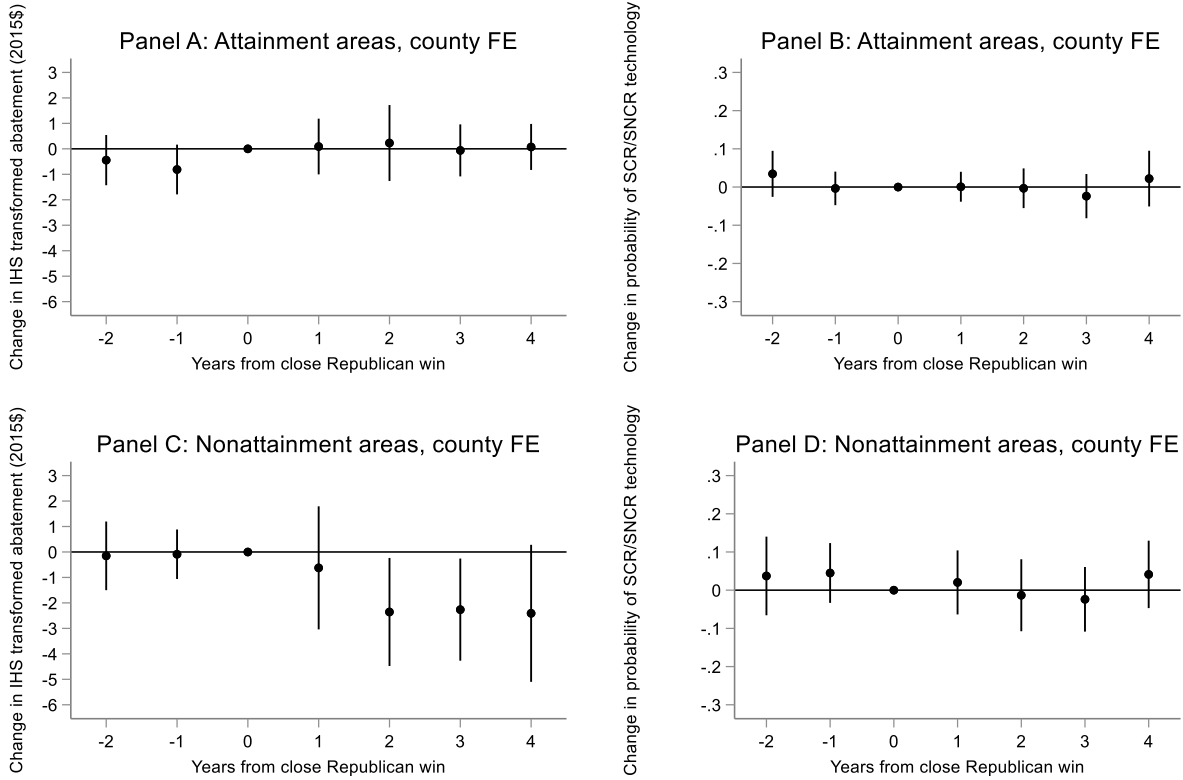 Panel A: Attainment areas, county FE
Change in IHS transformed abatement (2015$)
3
2
1
0
-1
-2
-3
-4
-5
-6
-2 -1 0 1 2 3 4
Years from close Republican win
Panel B: Attainment areas, county FE
Change in probability of SCR/SNCR technology
.3
.2
.1
0
-.1
-.2
-.3
-2 -1 0 1 2 3 4
Years from close Republican win
Panel C: Nonattainment areas, county FE
Change in IHS transformed abatement (2015$)
3
2
1
0
-1
-2
-3
-4
-5
-6
-2 -1 0 1 2 3 4
Years from close Republican win
Panel D: Nonattainment areas, county FE
Change in probability of SCR/SNCR technology
.3
.2
.1
0
-.1
-.2
-.3
-2 -1 0 1 2 3 4
Years from close Republican win